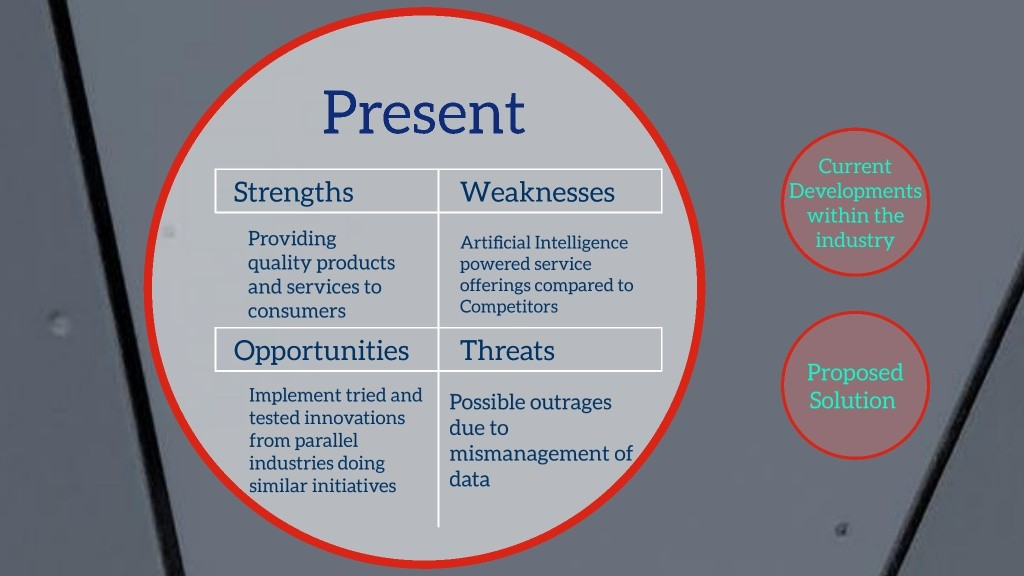 Present
Strengths
Weaknesses
Providing
quality products
and services to
consumers
Artificial Intelligence
powered service
offerings compared to
Competitors
Opportunities
Threats
Implement tried and
tested innovations
from parallel
industries doing
similar initiatives
Possible outrages
due to
mismanagement of
data
Current
Developments
within the
industry
Proposed
Solution